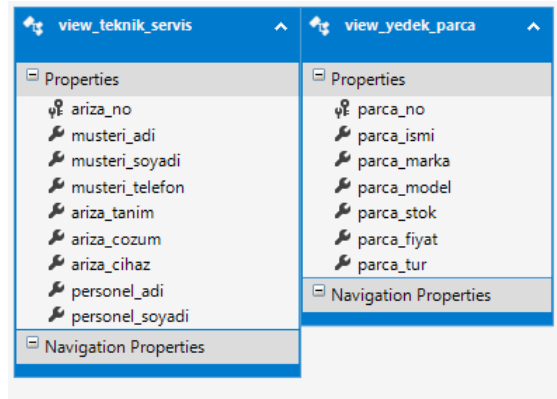 view_teknik_servis
Properties
ariza_no
musteri_adi
musteri_soyadi
musteri_telefon
ariza_tanim
ariza_cozum
ariza_cihaz
personel_adi
personel_soyadi
Navigation Properties
view_yedek_parca
Properties
parca_no
parca_ismi
parca_marka
parca_model
parca_stok
parca_fiyat
parca_tur
Navigation Properties